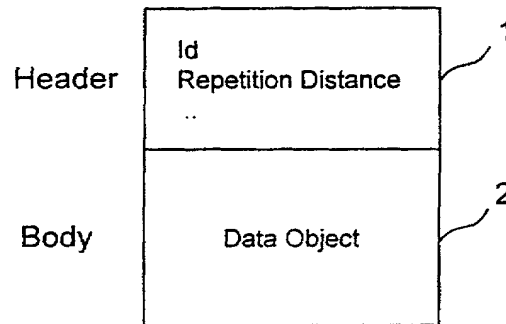 1
Id
Header
Repetition Distance
..
2
Body
Data Object